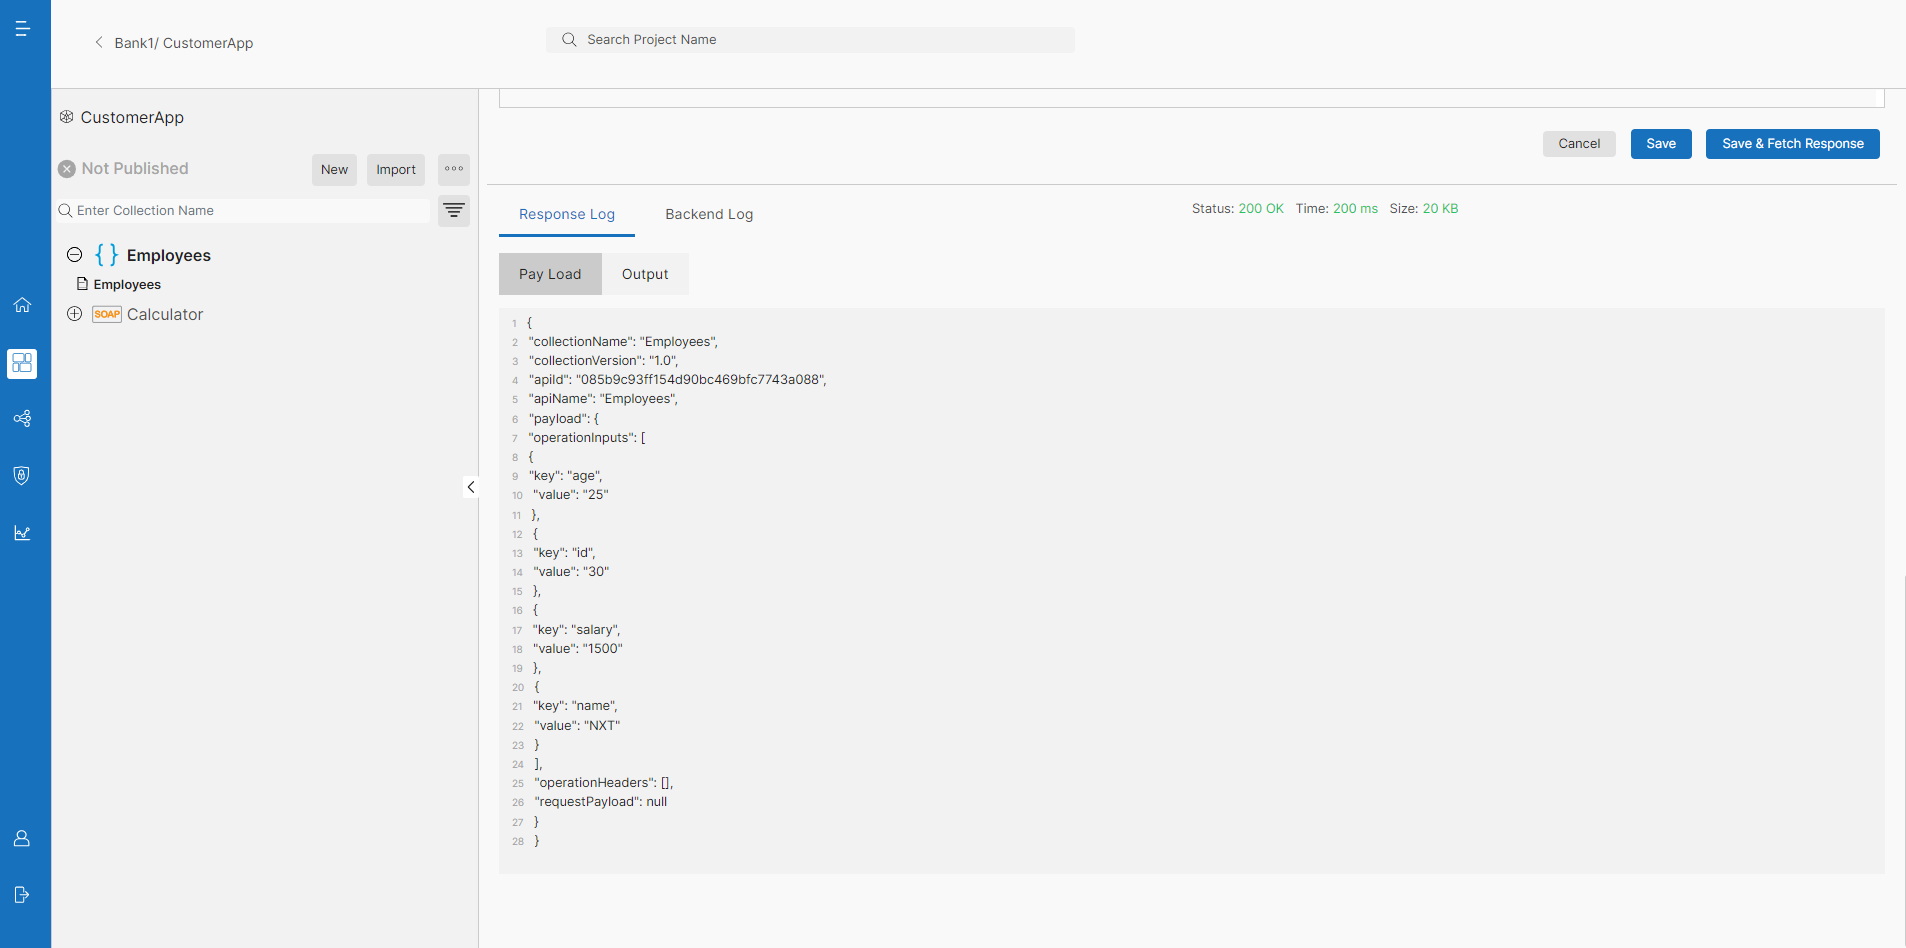 Bank1/ CustomerApp
Search Project Name
CustomerApp
Not Published
New
Import
Enter Collection Name
{ } Employees
Employees
SOAP Calculator
Cancel
Save
Save & Fetch Response
Response Log
Backend Log
Status: 200 OK Time: 200 ms Size: 20 KB
Pay Load
Output
1 {
2 "collectionName": "Employees",
3 "collectionVersion": "1.0",
4 "apiId": "085b9c93ff154d90bc469bfc7743a088",
5 "apiName": "Employees",
6 "payload": {
7 "operationInputs": [
8 {
9 "key": "age",
10 "value": "25"
11 },
12 {
13 "key": "id",
14 "value": "30"
15 },
16 {
17 "key": "salary",
18 "value": "1500"
19 },
20 {
21 "key": "name",
22 "value": "NXT"
23 }
24 ],
25 "operationHeaders": [],
26 "requestPayload": null
27 }
28 }